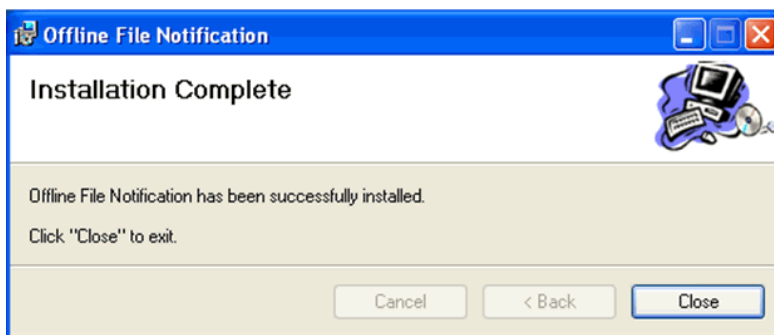 Offline File Notification
Installation Complete
Offline File Notification has been successfully installed.
Click "Close" to exit.
Cancel
< Back
Close